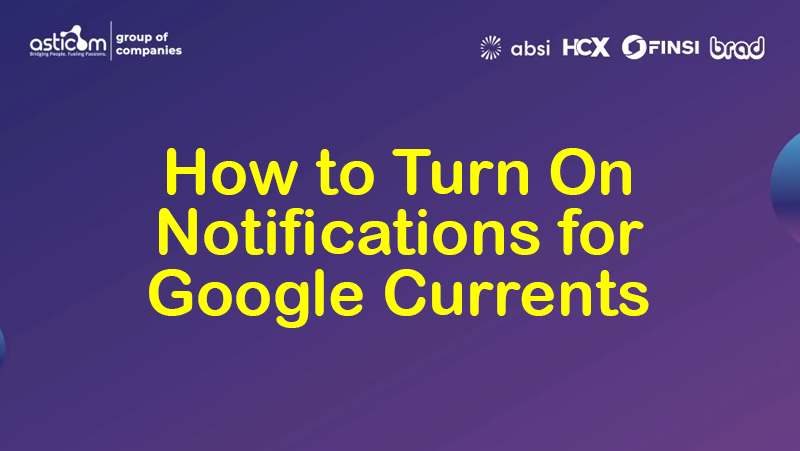 asticom
Bridging People. Fueling Passions.
group of
companies
absi
HCX
FINSI
brad
How to Turn On
Notifications for
Google Currents